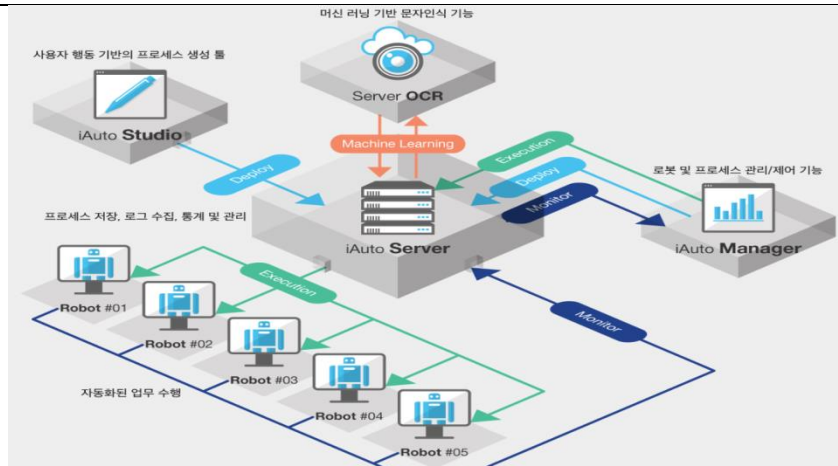 머신 러닝 기반 문자인식 기능
사용자 행동 기반의 프로세스 생성 툴
Server OCR
iAuto Studio
Machine Learning
Execution
Deploy
Deploy
로봇 및 프로세스 관리/제어 기능
Monitor
프로세스 저장, 로그 수집, 통계 및 관리
iAuto Server
iAuto Manager
Execution
Robot #01
Monitor
Robot #02
Robot #03
자동화된 업무 수행
Robot #04
Robot #05